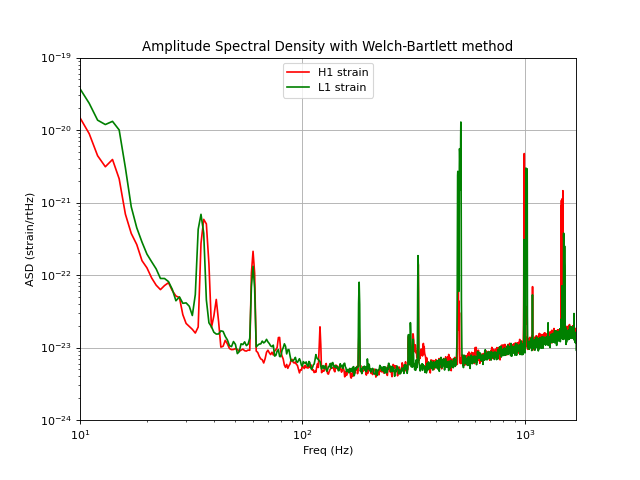 Amplitude Spectral Density with Welch-Bartlett method
H1 strain
L1 strain
ASD (strain/rtHz)
10⁻¹⁹
10⁻²⁰
10⁻²¹
10⁻²²
10⁻²³
10⁻²⁴
10¹ 10² 10³
Freq (Hz)